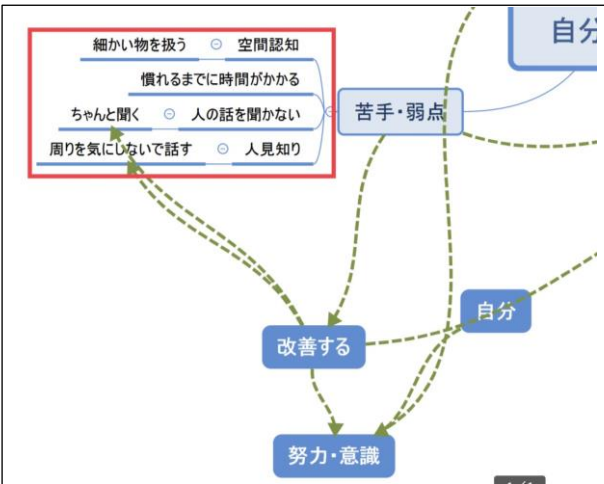 自分
細かい物を扱う 空間認知
慣れるまでに時間がかかる
ちゃんと聞く 人の話を聞かない
苦手・弱点
周りを気にしないで話す 人見知り
自分
改善する
努力・意識